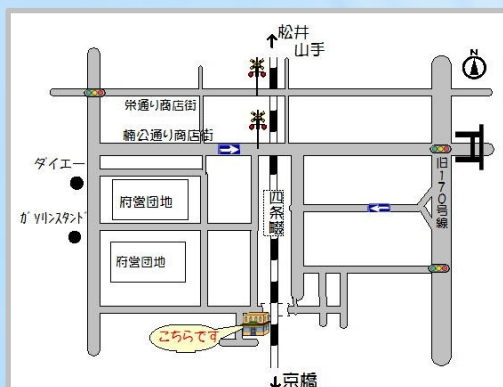 松井
山手
N
栄通り商店街
楠公通り商店街
ダイエー
府営団地
四条畷
旧170号線
ガソリンスタンド
府営団地
こちらです
京橋